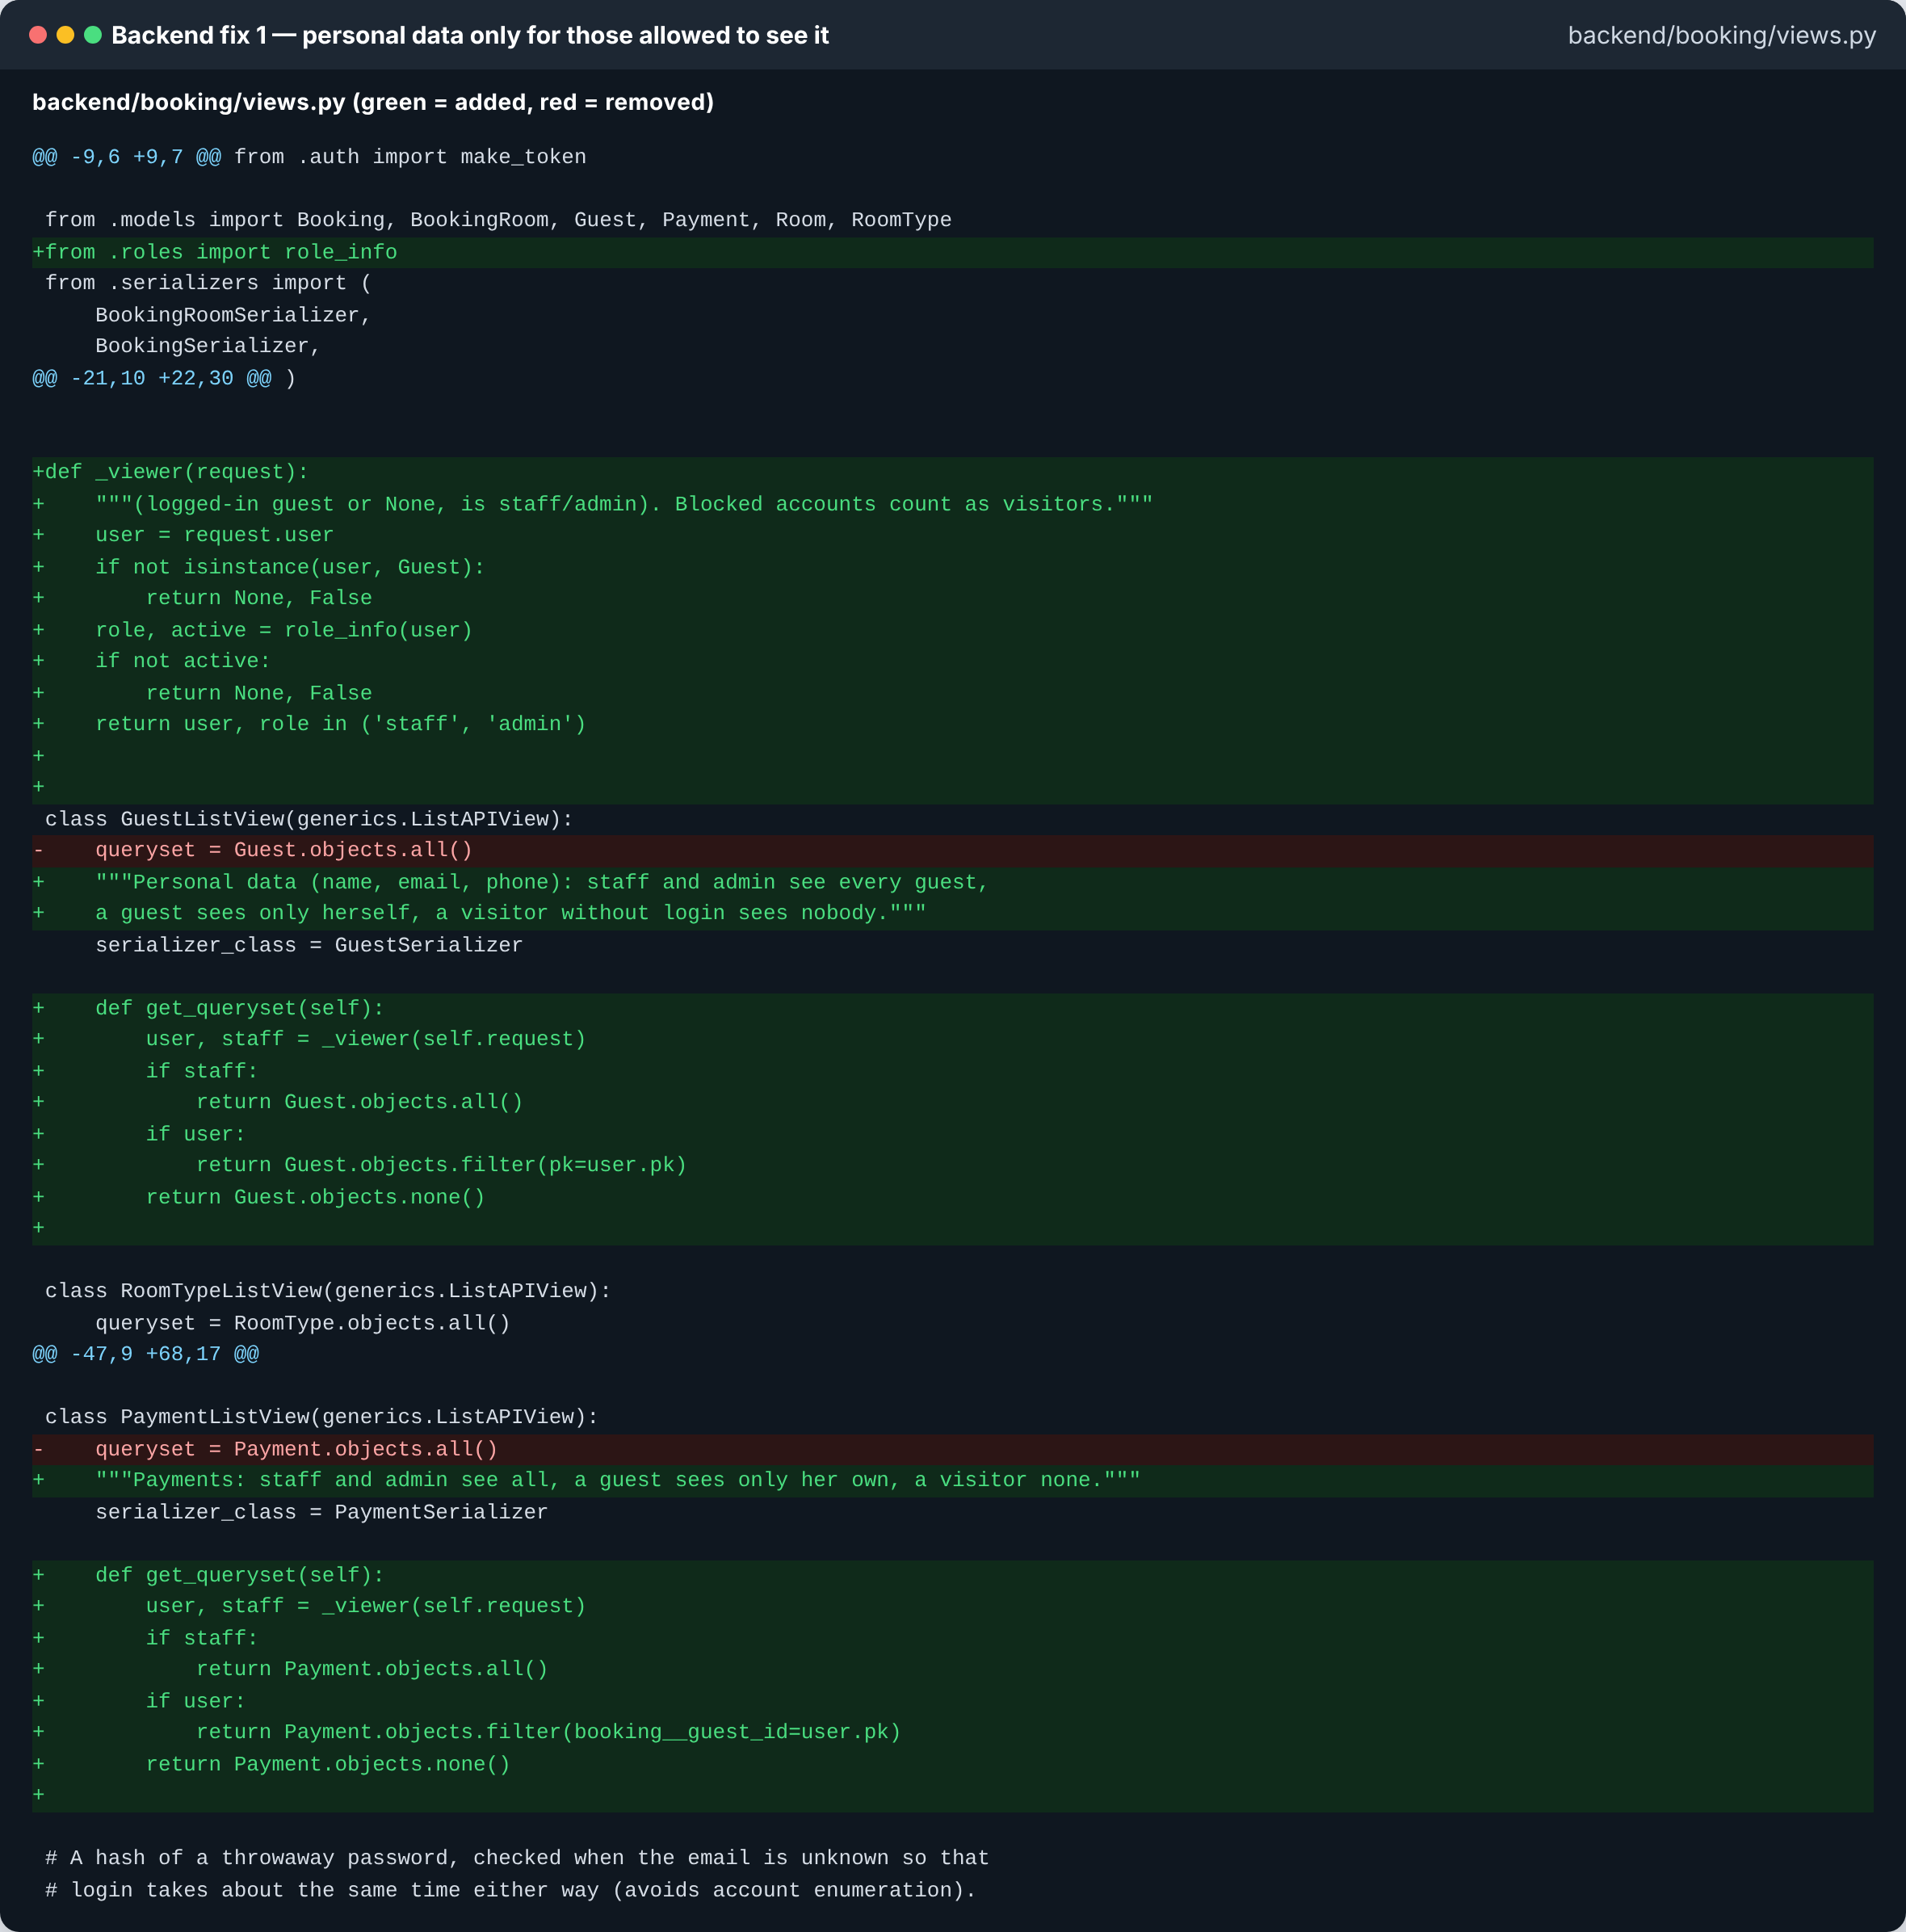 Backend fix 1 — personal data only for those allowed to see it
backend/booking/views.py
backend/booking/views.py (green = added, red = removed)
@@ -9,6 +9,7 @@ from .auth import make_token
 from .models import Booking, BookingRoom, Guest, Payment, Room, RoomType
+from .roles import role_info
 from .serializers import (
     BookingRoomSerializer,
     BookingSerializer,
@@ -21,10 +22,30 @@ )
+def _viewer(request):
+    """(logged-in guest or None, is staff/admin). Blocked accounts count as visitors."""
+    user = request.user
+    if not isinstance(user, Guest):
+        return None, False
+    role, active = role_info(user)
+    if not active:
+        return None, False
+    return user, role in ('staff', 'admin')
+
+
 class GuestListView(generics.ListAPIView):
-    queryset = Guest.objects.all()
+    """Personal data (name, email, phone): staff and admin see every guest,
+    a guest sees only herself, a visitor without login sees nobody."""
     serializer_class = GuestSerializer
+    def get_queryset(self):
+        user, staff = _viewer(self.request)
+        if staff:
+            return Guest.objects.all()
+        if user:
+            return Guest.objects.filter(pk=user.pk)
+        return Guest.objects.none()
+
 class RoomTypeListView(generics.ListAPIView):
     queryset = RoomType.objects.all()
@@ -47,9 +68,17 @@
 class PaymentListView(generics.ListAPIView):
-    queryset = Payment.objects.all()
+    """Payments: staff and admin see all, a guest sees only her own, a visitor none."""
     serializer_class = PaymentSerializer
+    def get_queryset(self):
+        user, staff = _viewer(self.request)
+        if staff:
+            return Payment.objects.all()
+        if user:
+            return Payment.objects.filter(booking__guest_id=user.pk)
+        return Payment.objects.none()
+
 # A hash of a throwaway password, checked when the email is unknown so that
 # login takes about the same time either way (avoids account enumeration).